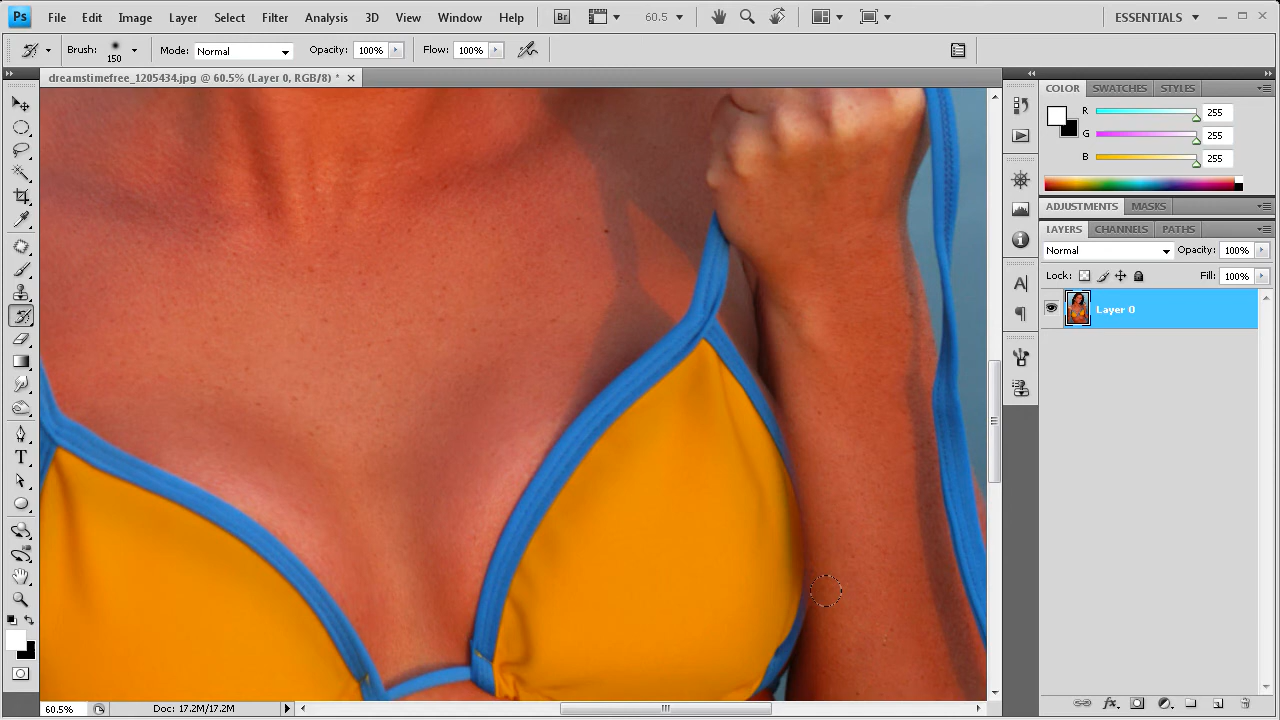 Ps File Edit Image Layer Select Filter Analysis 3D View Window Help Br 60.5 ESSENTIALS
Brush: 150 Mode: Normal Opacity: 100% Flow: 100%
dreamstimefree_1205434.jpg @ 60.5% (Layer 0, RGB/8) *
COLOR SWATCHES STYLES
R 255
G 255
B 255
ADJUSTMENTS MASKS
LAYERS CHANNELS PATHS
Normal Opacity: 100%
Lock: Fill: 100%
Layer 0
60.5% Doc: 17.2M/17.2M